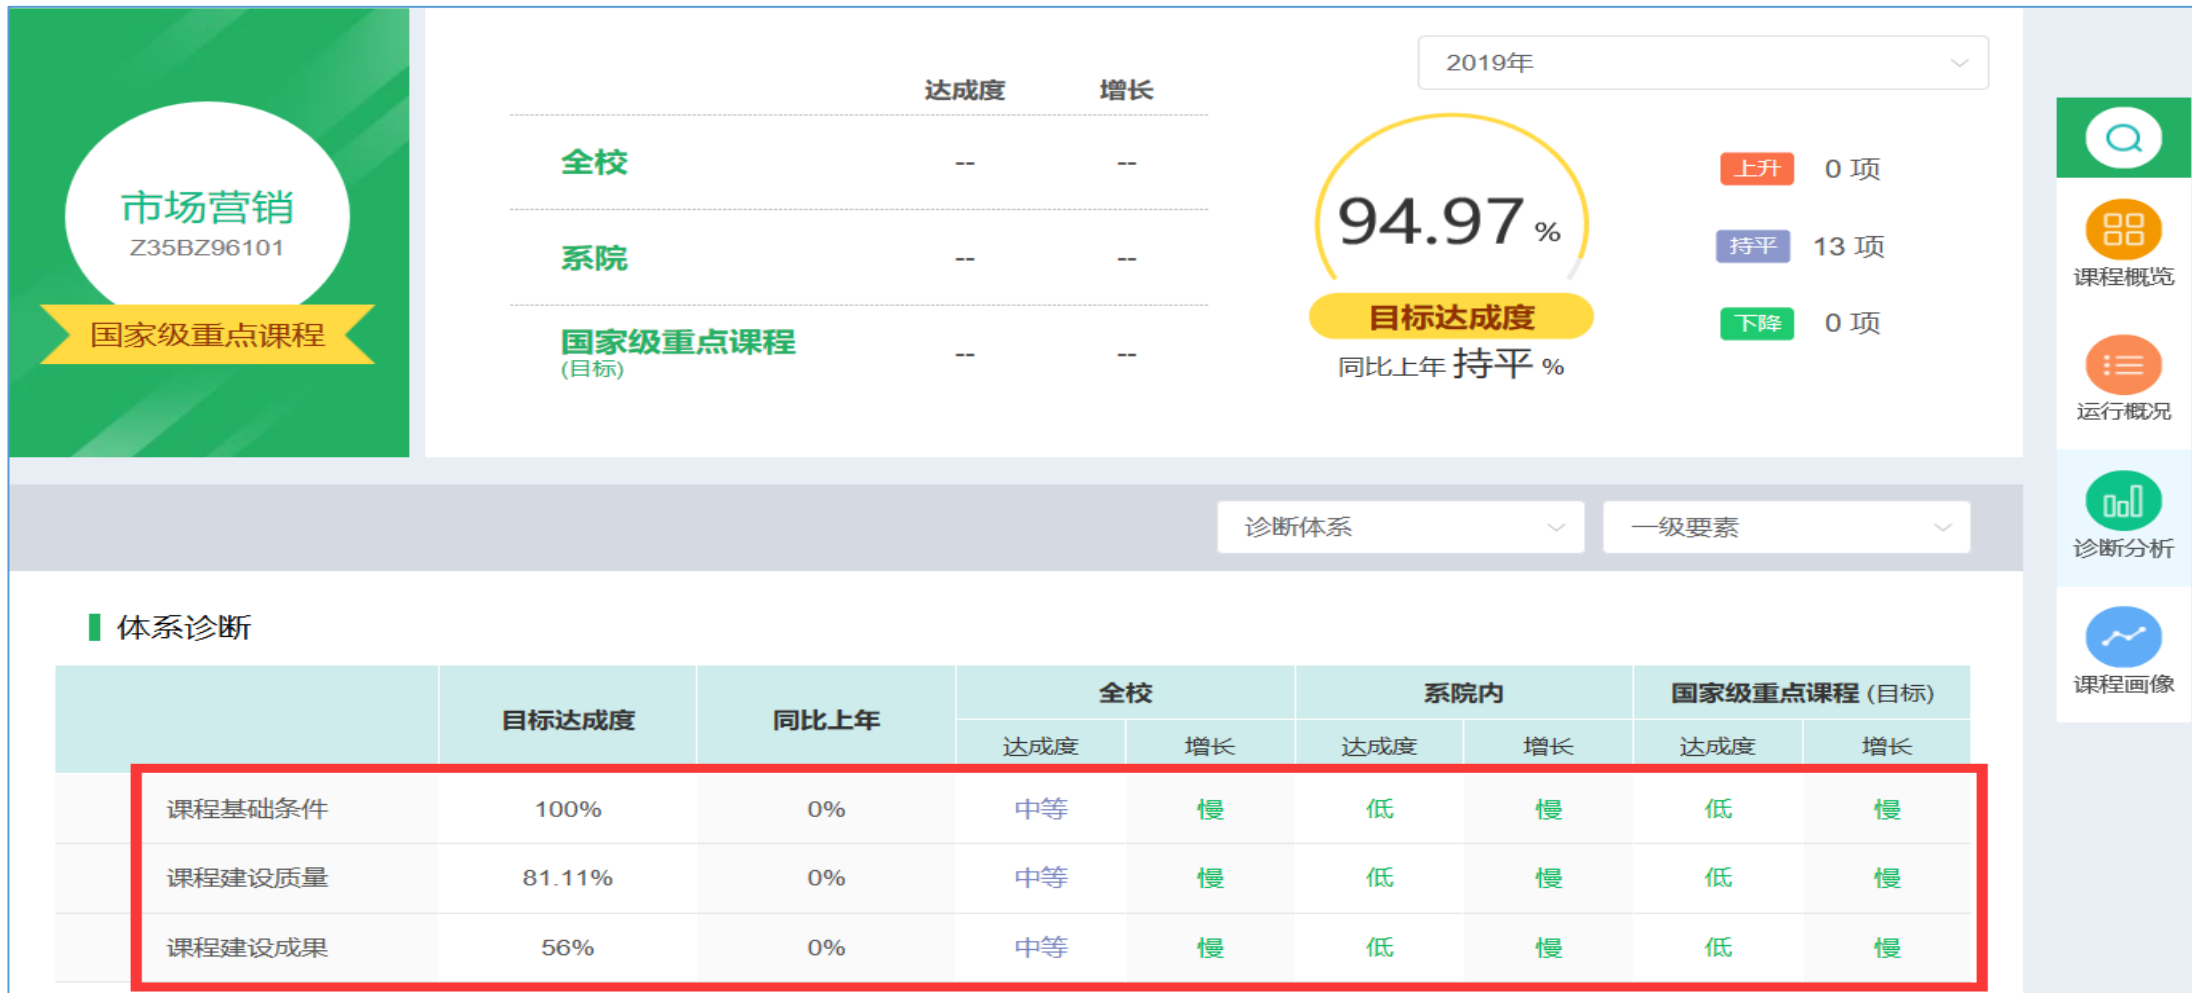 市场营销
Z35BZ96101
国家级重点课程
达成度 增长
全校 -- --
系院 -- --
国家级重点课程 -- --
(目标)
2019年
94.97 %
目标达成度
同比上年 持平 %
上升 0 项
持平 13 项
下降 0 项
课程概览
运行概况
诊断分析
课程画像
诊断体系 一级要素
体系诊断
目标达成度 同比上年 全校 系院内 国家级重点课程 (目标)
达成度 增长 达成度 增长 达成度 增长
课程基础条件 100% 0% 中等 慢 低 慢 低 慢
课程建设质量 81.11% 0% 中等 慢 低 慢 低 慢
课程建设成果 56% 0% 中等 慢 低 慢 低 慢